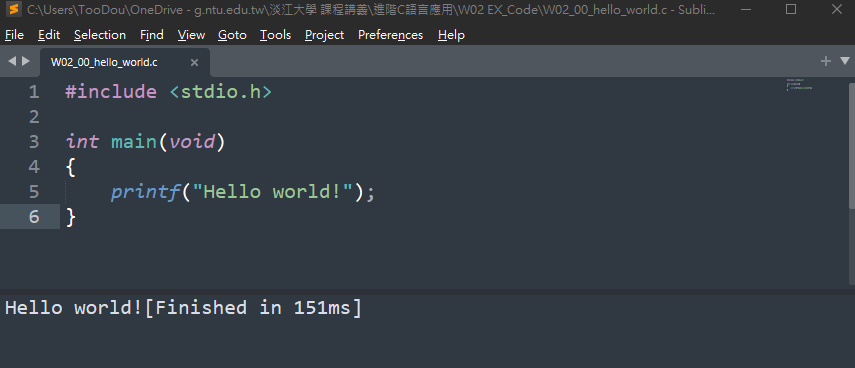 C:\Users\TooDou\OneDrive - g.ntu.edu.tw\淡江大學 課程講義\進階C語言應用\W02 EX_Code\W02_00_hello_world.c - Subli...
File Edit Selection Find View Goto Tools Project Preferences Help
W02_00_hello_world.c
1 #include <stdio.h>
2
3 int main(void)
4 {
5     printf("Hello world!");
6 }
Hello world![Finished in 151ms]